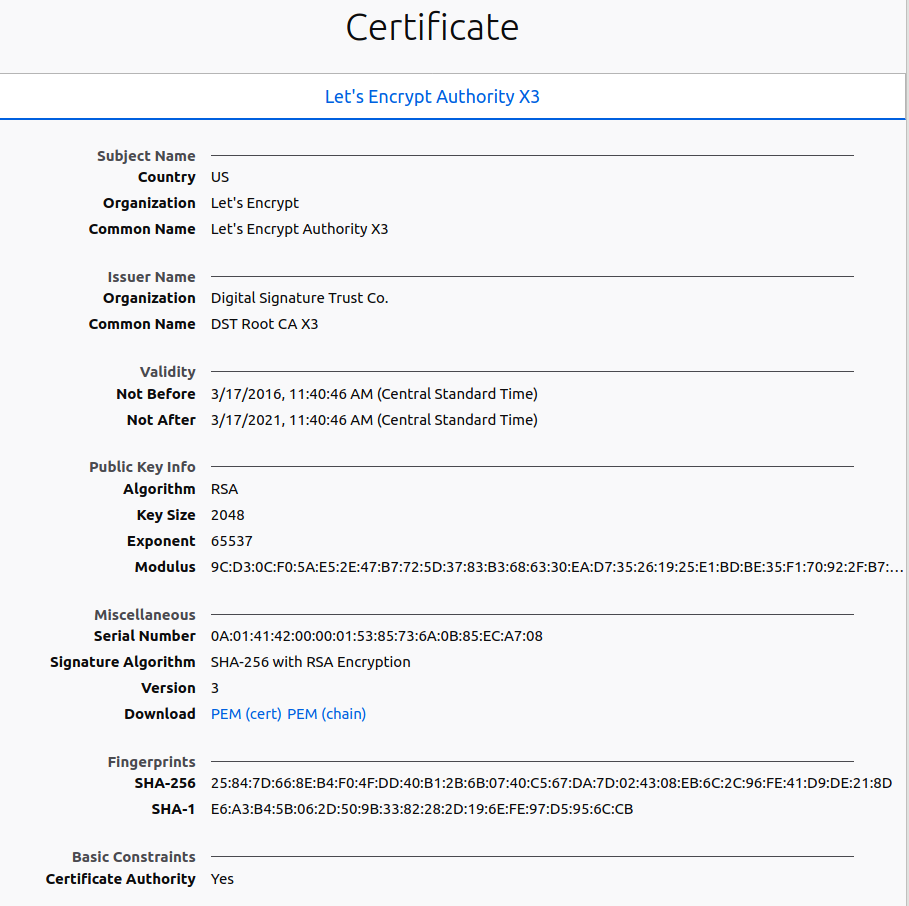 Certificate
Let's Encrypt Authority X3
Subject Name
Country US
Organization Let's Encrypt
Common Name Let's Encrypt Authority X3
Issuer Name
Organization Digital Signature Trust Co.
Common Name DST Root CA X3
Validity
Not Before 3/17/2016, 11:40:46 AM (Central Standard Time)
Not After 3/17/2021, 11:40:46 AM (Central Standard Time)
Public Key Info
Algorithm RSA
Key Size 2048
Exponent 65537
Modulus 9C:D3:0C:F0:5A:E5:2E:47:B7:72:5D:37:83:B3:68:63:30:EA:D7:35:26:19:25:E1:BD:BE:35:F1:70:92:2F:B7:...
Miscellaneous
Serial Number 0A:01:41:42:00:00:01:53:85:73:6A:0B:85:EC:A7:08
Signature Algorithm SHA-256 with RSA Encryption
Version 3
Download PEM (cert) PEM (chain)
Fingerprints
SHA-256 25:84:7D:66:8E:B4:F0:4F:DD:40:B1:2B:6B:07:40:C5:67:DA:7D:02:43:08:EB:6C:2C:96:FE:41:D9:DE:21:8D
SHA-1 E6:A3:B4:5B:06:2D:50:9B:33:82:28:2D:19:6E:FE:97:D5:95:6C:CB
Basic Constraints
Certificate Authority Yes